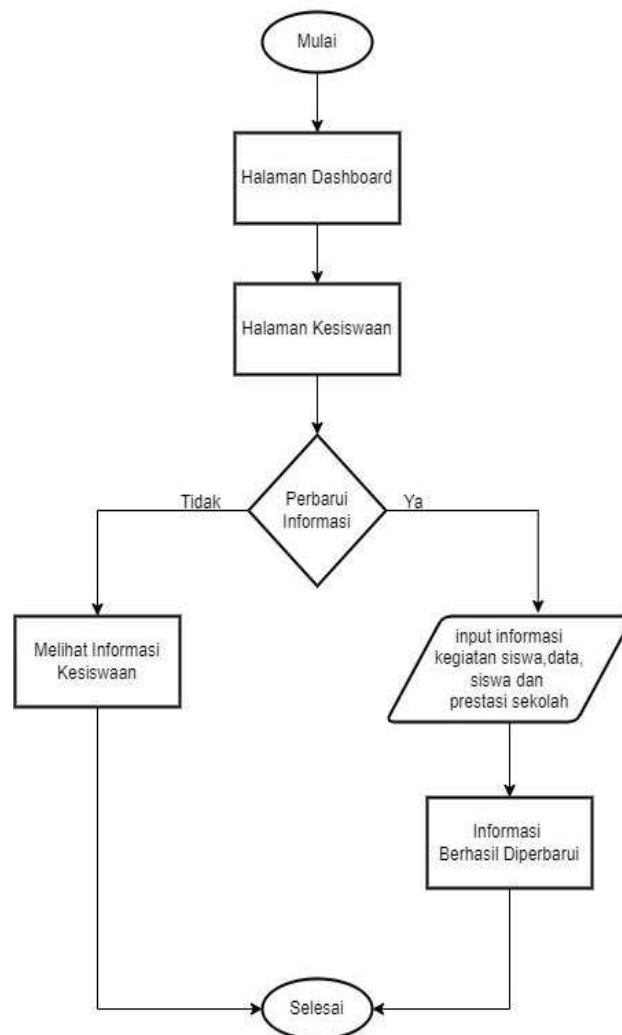 Mulai
Halaman Dashboard
Halaman Kesiswaan
Perbarui
Informasi
Tidak
Ya
Melihat Informasi
Kesiswaan
input informasi
kegiatan siswa,data,
siswa dan
prestasi sekolah
Informasi
Berhasil Diperbarui
Selesai